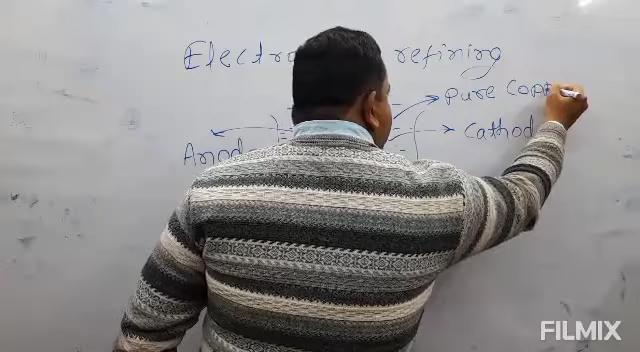 Electro refining
Pure Copp
Cathod
Anod
FILMIX